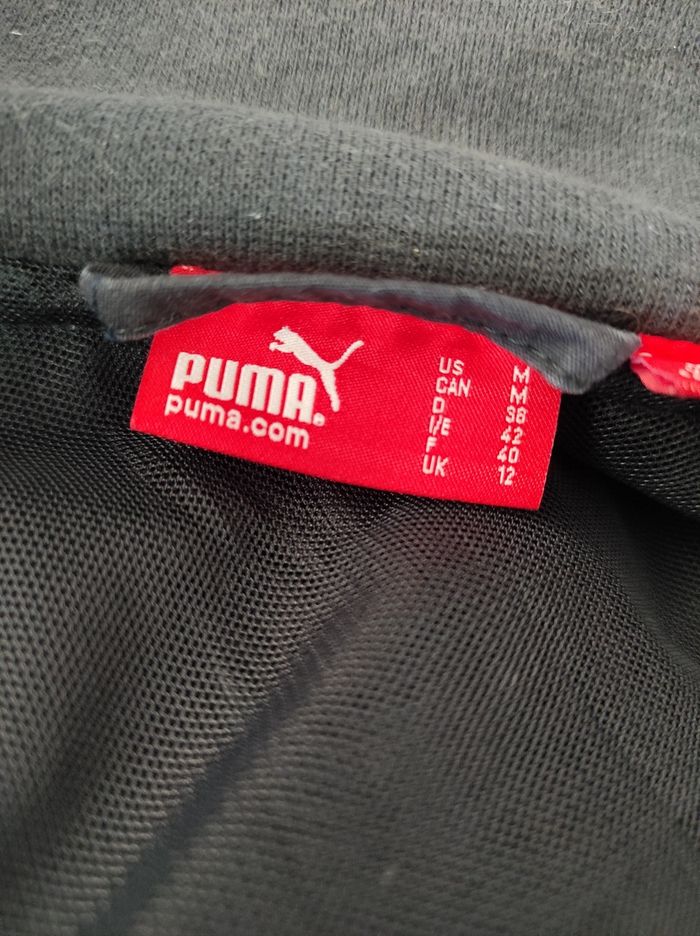 PUMA®
puma.com
US M
CAN M
D 38
I/E 42
F 40
UK 12